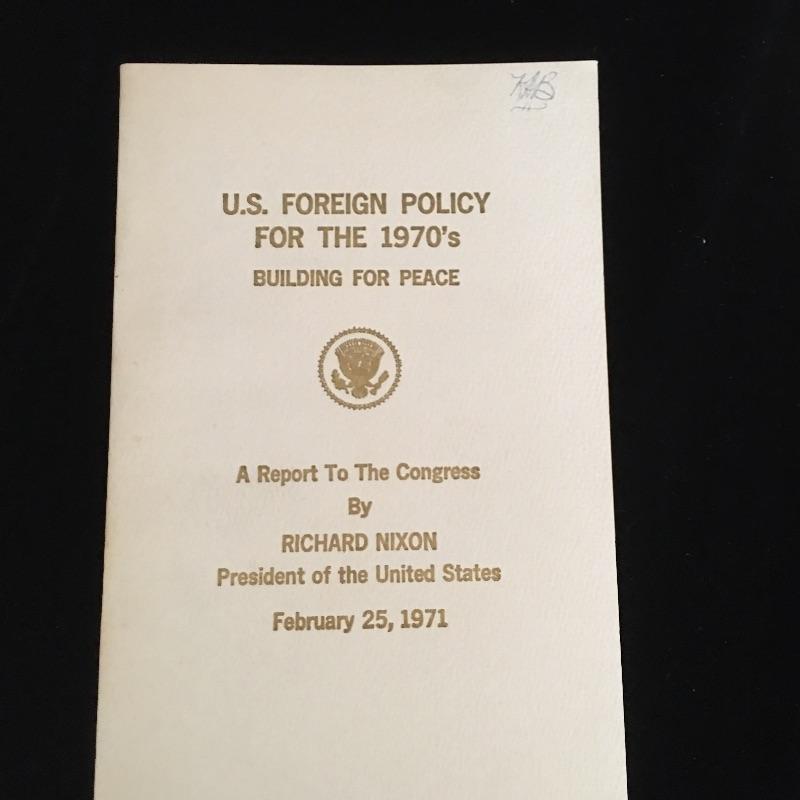 KAB
U.S. FOREIGN POLICY
FOR THE 1970's
BUILDING FOR PEACE
A Report To The Congress
By
RICHARD NIXON
President of the United States
February 25, 1971